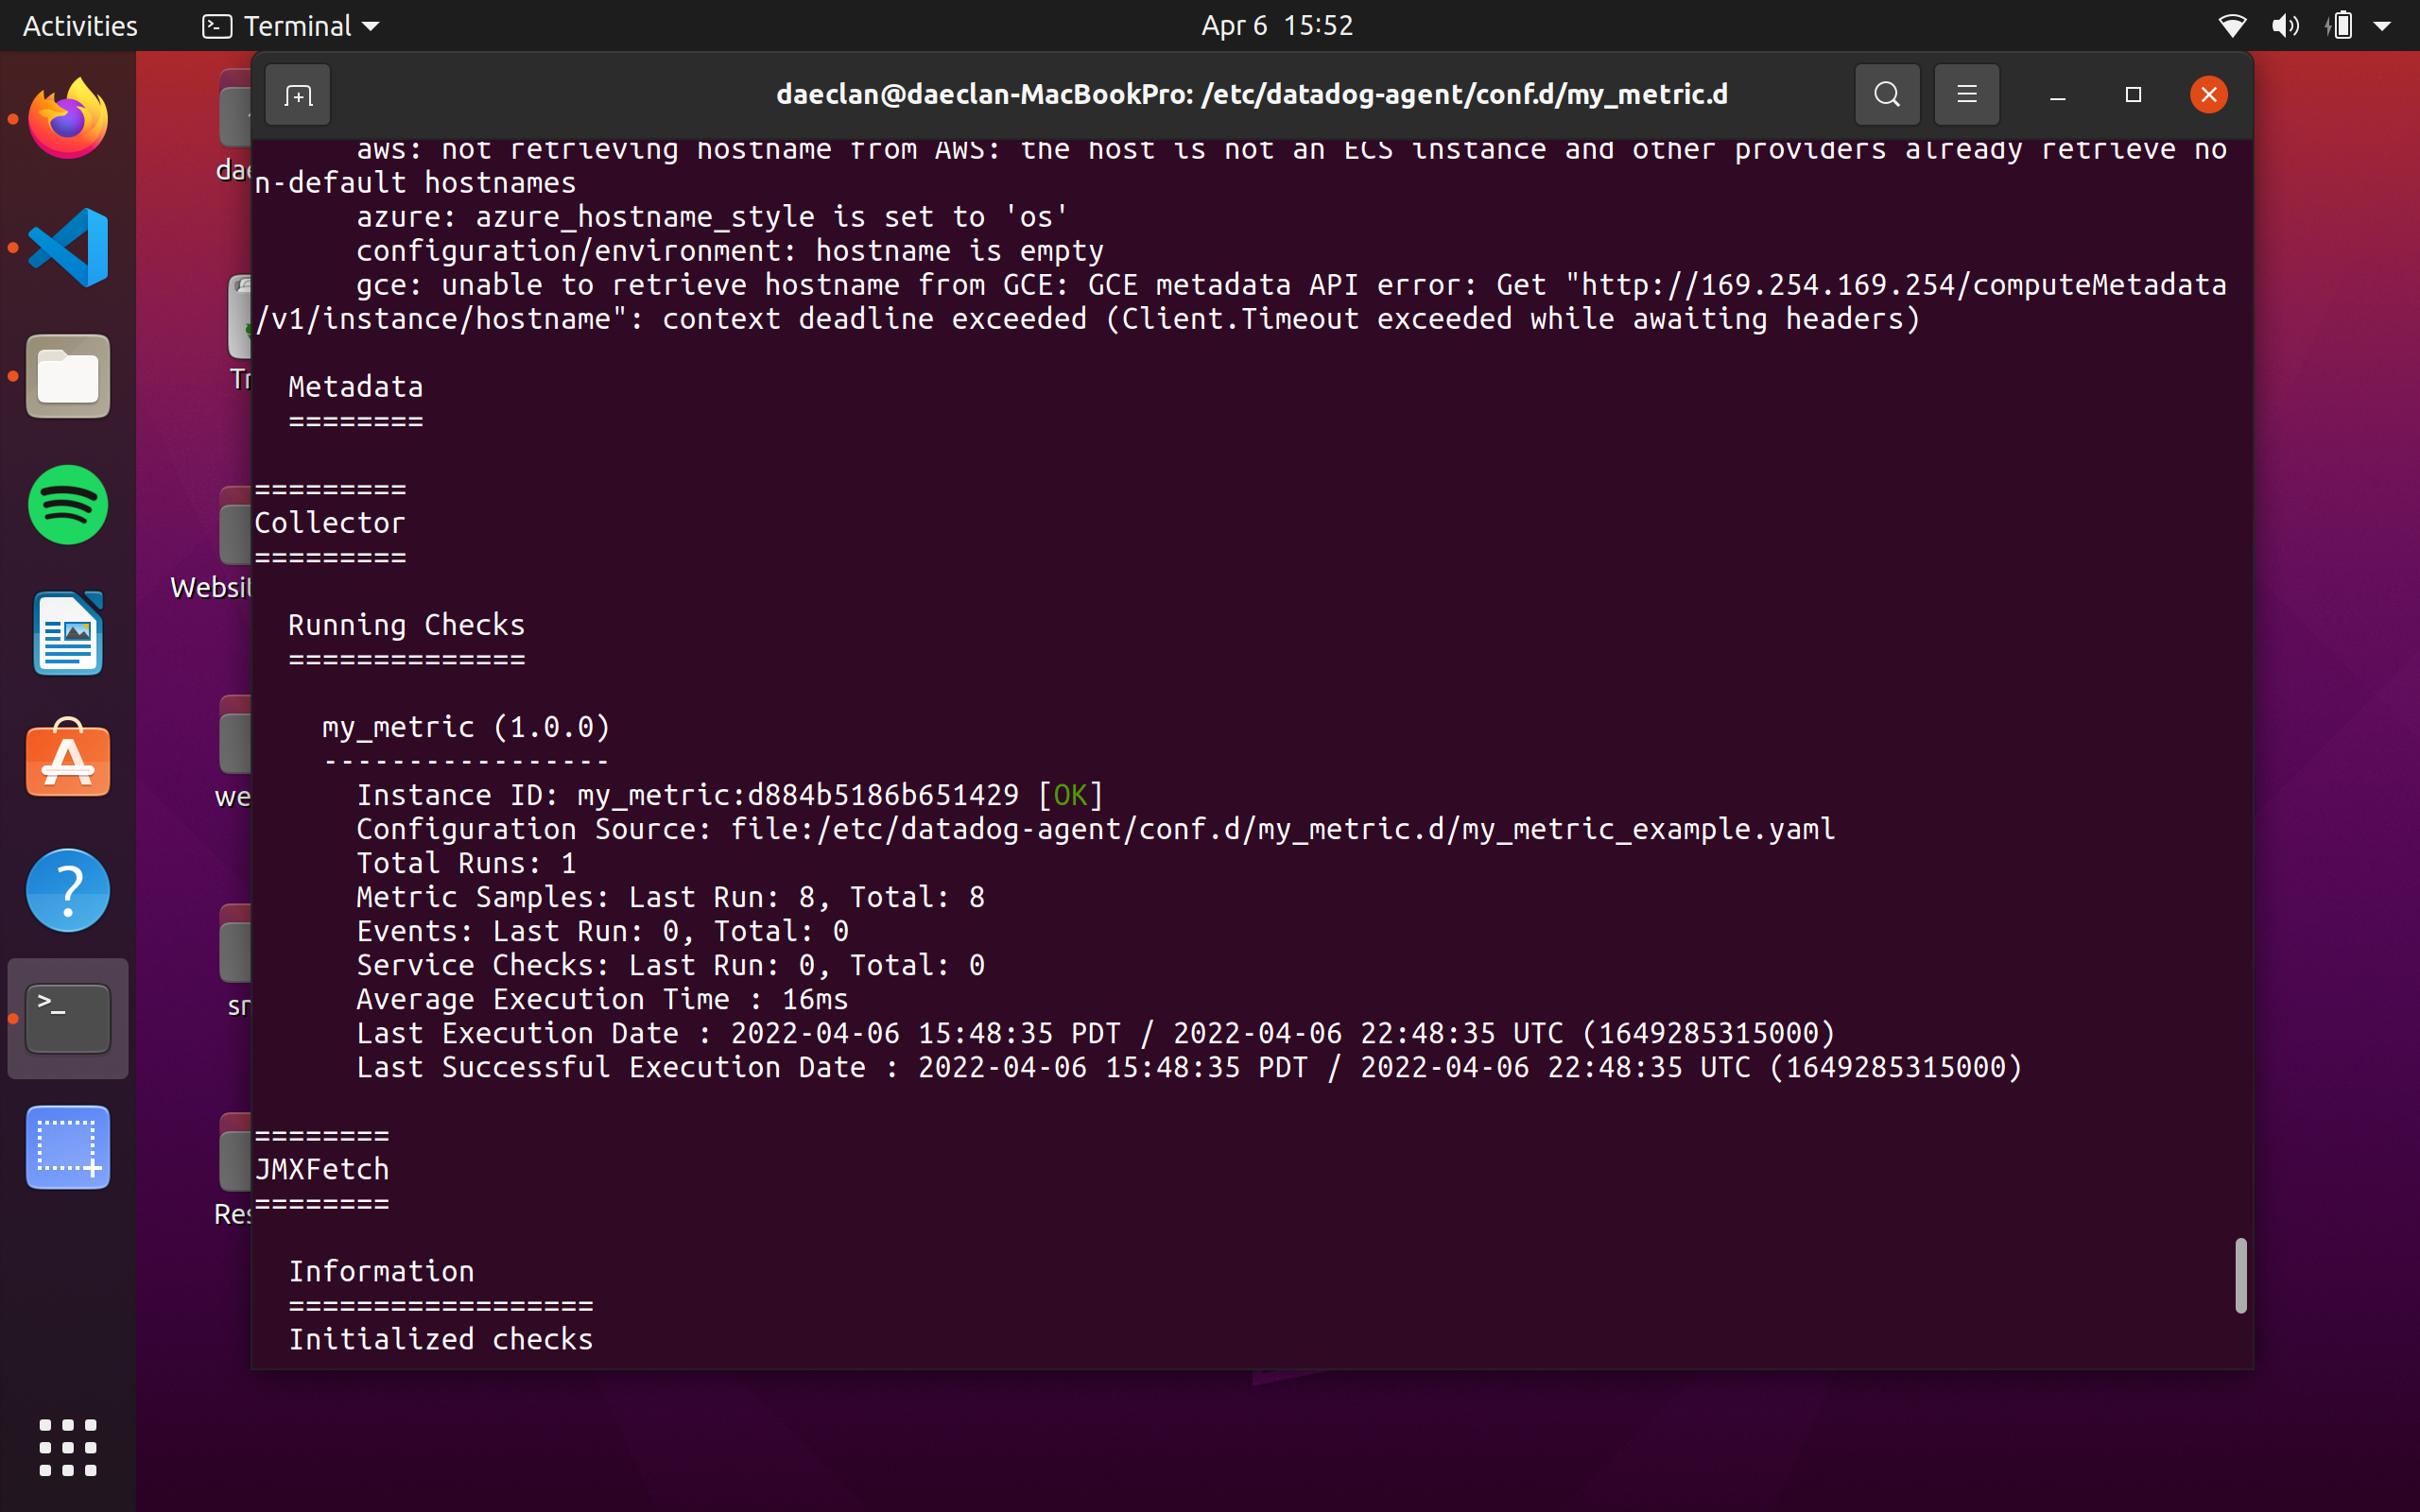 Activities
Terminal
Apr 6 15:52
daeclan@daeclan-MacBookPro: /etc/datadog-agent/conf.d/my_metric.d
      aws: not retrieving hostname from AWS: the host is not an ECS instance and other providers already retrieve no
n-default hostnames
      azure: azure_hostname_style is set to 'os'
      configuration/environment: hostname is empty
      gce: unable to retrieve hostname from GCE: GCE metadata API error: Get "http://169.254.169.254/computeMetadata
/v1/instance/hostname": context deadline exceeded (Client.Timeout exceeded while awaiting headers)
  Metadata
  ========
=========
Collector
=========
  Running Checks
  ==============
    my_metric (1.0.0)
    -----------------
      Instance ID: my_metric:d884b5186b651429 [OK]
      Configuration Source: file:/etc/datadog-agent/conf.d/my_metric.d/my_metric_example.yaml
      Total Runs: 1
      Metric Samples: Last Run: 8, Total: 8
      Events: Last Run: 0, Total: 0
      Service Checks: Last Run: 0, Total: 0
      Average Execution Time : 16ms
      Last Execution Date : 2022-04-06 15:48:35 PDT / 2022-04-06 22:48:35 UTC (1649285315000)
      Last Successful Execution Date : 2022-04-06 15:48:35 PDT / 2022-04-06 22:48:35 UTC (1649285315000)
========
JMXFetch
========
  Information
  ==================
  Initialized checks